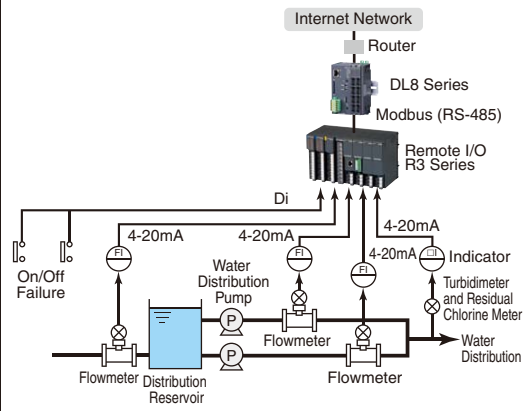 Internet Network
Router
DL8 Series
Modbus (RS-485)
Remote I/O
R3 Series
Di
4-20mA
4-20mA
4-20mA
4-20mA
FI
FI
FI
□I
Indicator
On/Off
Failure
Water
Distribution
Pump
Turbidimeter
and Residual
Chlorine Meter
P
P
Flowmeter
Water
Distribution
Flowmeter
Distribution
Reservoir
Flowmeter